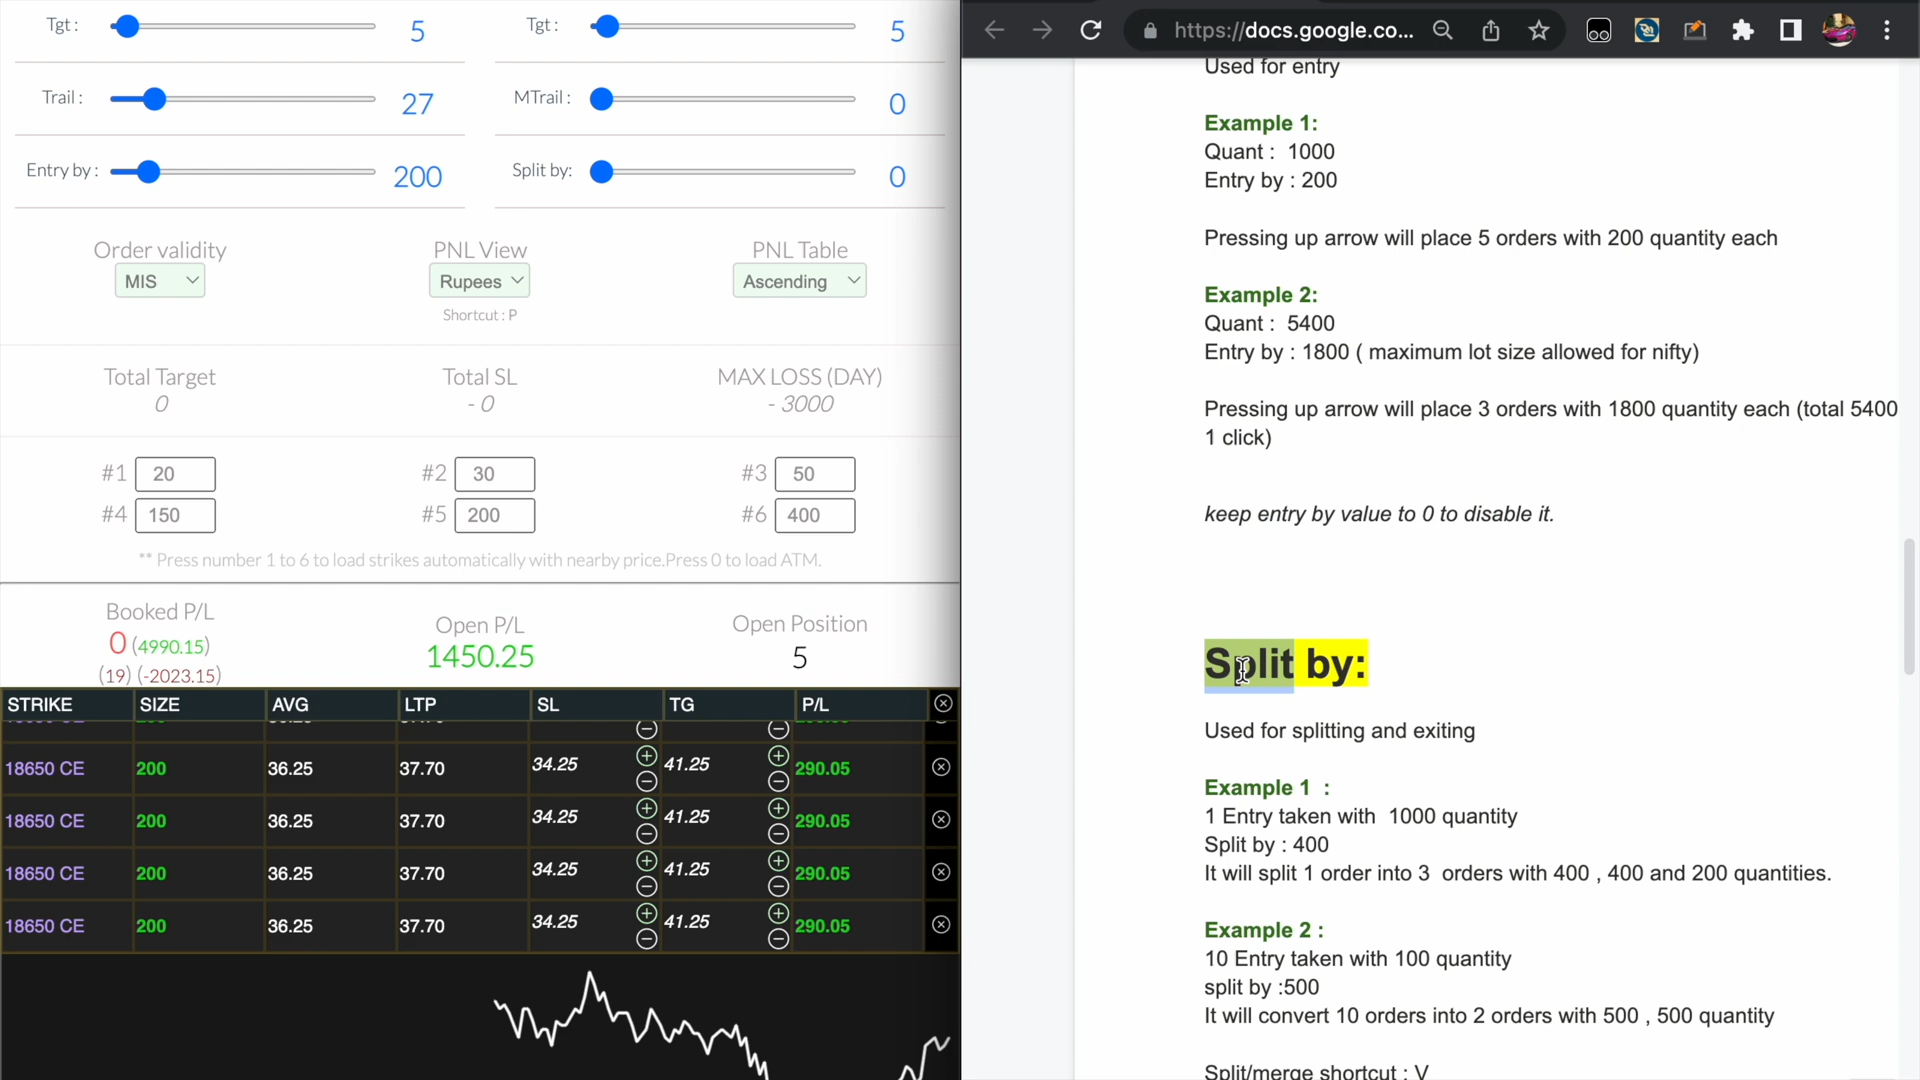 Tgt :
5
Tgt :
5
Trail :
27
MTrail :
0
Entry by :
200
Split by:
0
Order validity
MIS
PNL View
Rupees
Shortcut : P
PNL Table
Ascending
Total Target
0
Total SL
- 0
MAX LOSS (DAY)
- 3000
#1 20
#2 30
#3 50
#4 150
#5 200
#6 400
** Press number 1 to 6 to load strikes automatically with nearby price.Press 0 to load ATM.
Booked P/L
0 (4990.15)
(19) (-2023.15)
Open P/L
1450.25
Open Position
5
STRIKE SIZE AVG LTP SL TG P/L
18650 CE 200 36.25 37.70 34.25 41.25 290.05
18650 CE 200 36.25 37.70 34.25 41.25 290.05
18650 CE 200 36.25 37.70 34.25 41.25 290.05
18650 CE 200 36.25 37.70 34.25 41.25 290.05
https://docs.google.co...
Used for entry
Example 1:
Quant : 1000
Entry by : 200
Pressing up arrow will place 5 orders with 200 quantity each
Example 2:
Quant : 5400
Entry by : 1800 ( maximum lot size allowed for nifty)
Pressing up arrow will place 3 orders with 1800 quantity each (total 5400
1 click)
keep entry by value to 0 to disable it.
Split by:
Used for splitting and exiting
Example 1 :
1 Entry taken with 1000 quantity
Split by : 400
It will split 1 order into 3 orders with 400 , 400 and 200 quantities.
Example 2 :
10 Entry taken with 100 quantity
split by :500
It will convert 10 orders into 2 orders with 500 , 500 quantity
Split/merge shortcut : V